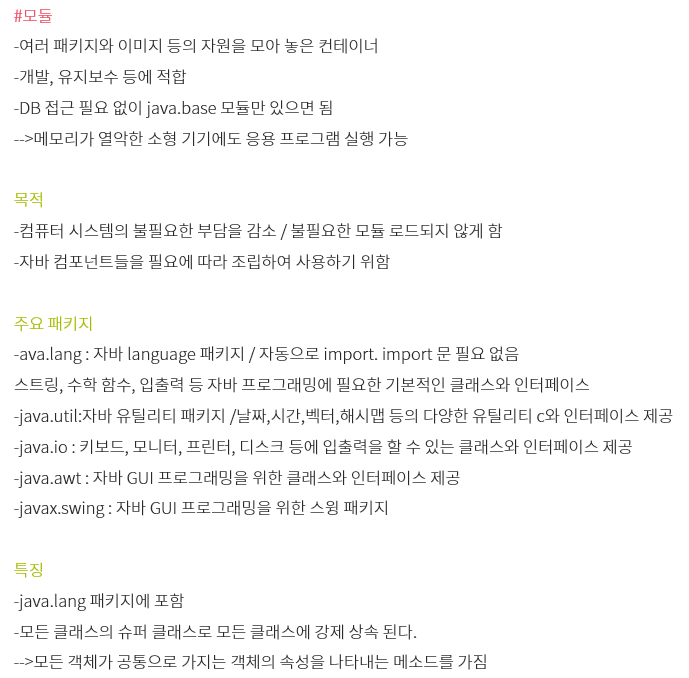 #모듈
-여러 패키지와 이미지 등의 자원을 모아 놓은 컨테이너
-개발, 유지보수 등에 적합
-DB 접근 필요 없이 java.base 모듈만 있으면 됨
-->메모리가 열악한 소형 기기에도 응용 프로그램 실행 가능
목적
-컴퓨터 시스템의 불필요한 부담을 감소 / 불필요한 모듈 로드되지 않게 함
-자바 컴포넌트들을 필요에 따라 조립하여 사용하기 위함
주요 패키지
-ava.lang : 자바 language 패키지 / 자동으로 import. import 문 필요 없음
스트링, 수학 함수, 입출력 등 자바 프로그래밍에 필요한 기본적인 클래스와 인터페이스
-java.util:자바 유틸리티 패키지 /날짜,시간,벡터,해시맵 등의 다양한 유틸리티 c와 인터페이스 제공
-java.io : 키보드, 모니터, 프린터, 디스크 등에 입출력을 할 수 있는 클래스와 인터페이스 제공
-java.awt : 자바 GUI 프로그래밍을 위한 클래스와 인터페이스 제공
-javax.swing : 자바 GUI 프로그래밍을 위한 스윙 패키지
특징
-java.lang 패키지에 포함
-모든 클래스의 슈퍼 클래스로 모든 클래스에 강제 상속 된다.
-->모든 객체가 공통으로 가지는 객체의 속성을 나타내는 메소드를 가짐